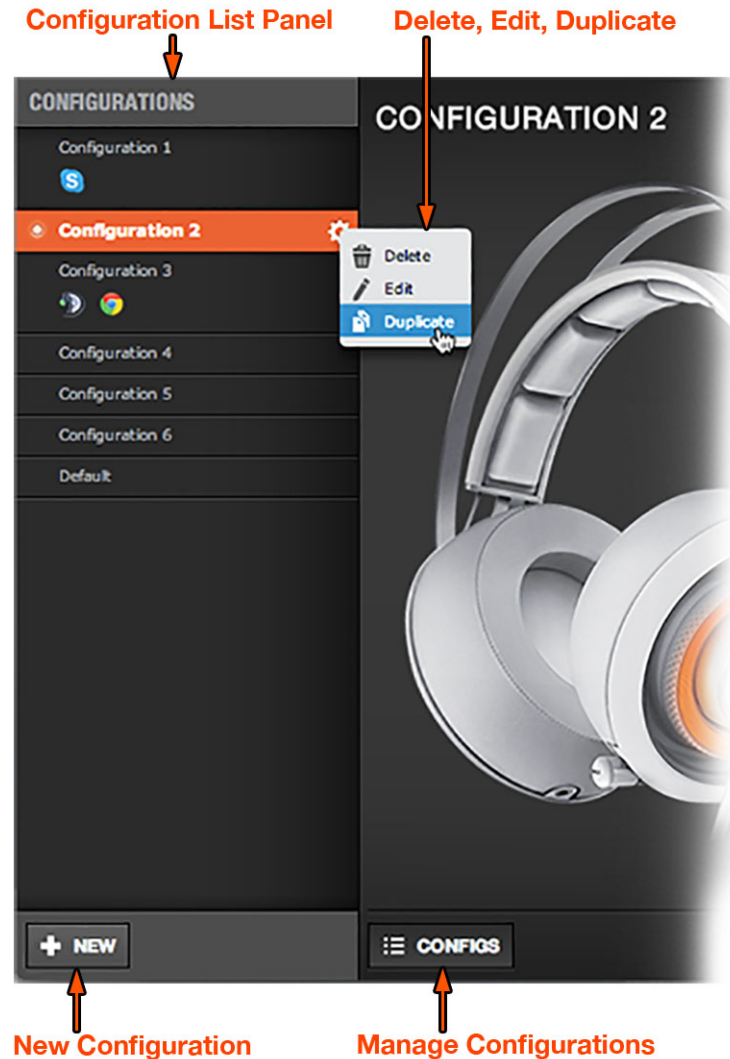 Configuration List Panel
Delete, Edit, Duplicate
CONFIGURATIONS
CONFIGURATION 2
Configuration 1
S
Configuration 2
Configuration 3
Delete
Edit
Duplicate
Configuration 4
Configuration 5
Configuration 6
Default
NEW
CONFIGS
New Configuration
Manage Configurations